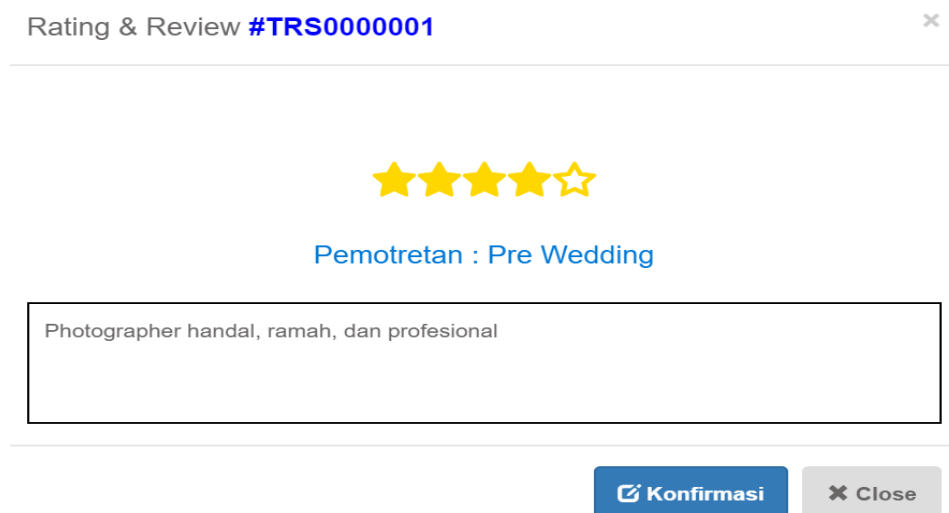 Rating & Review #TRS0000001
×
Pemotretan : Pre Wedding
Photographer handal, ramah, dan profesional
Konfirmasi
Close